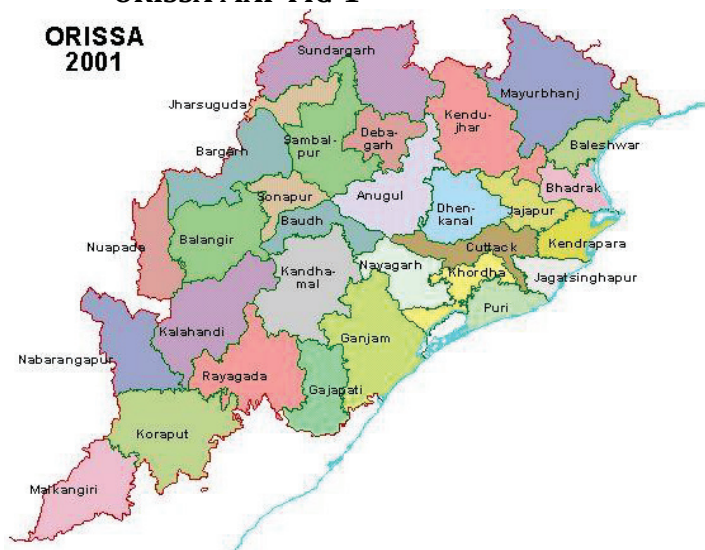 ORISSA
2001
Sundargarh
Jharsuguda
Mayurbhanj
Kendu-
jhar
Sambal-
pur
Deba-
garh
Baleshwar
Bargarh
Bhadrak
Sonapur
Anugul
Dhen-
kanal
Jajapur
Baudh
Nuapada
Balangir
Cuttack
Kendrapara
Nayagarh
Khordha
Kandha-
mal
Jagatsinghapur
Puri
Kalahandi
Ganjam
Nabarangapur
Rayagada
Gajapati
Koraput
Malkangiri